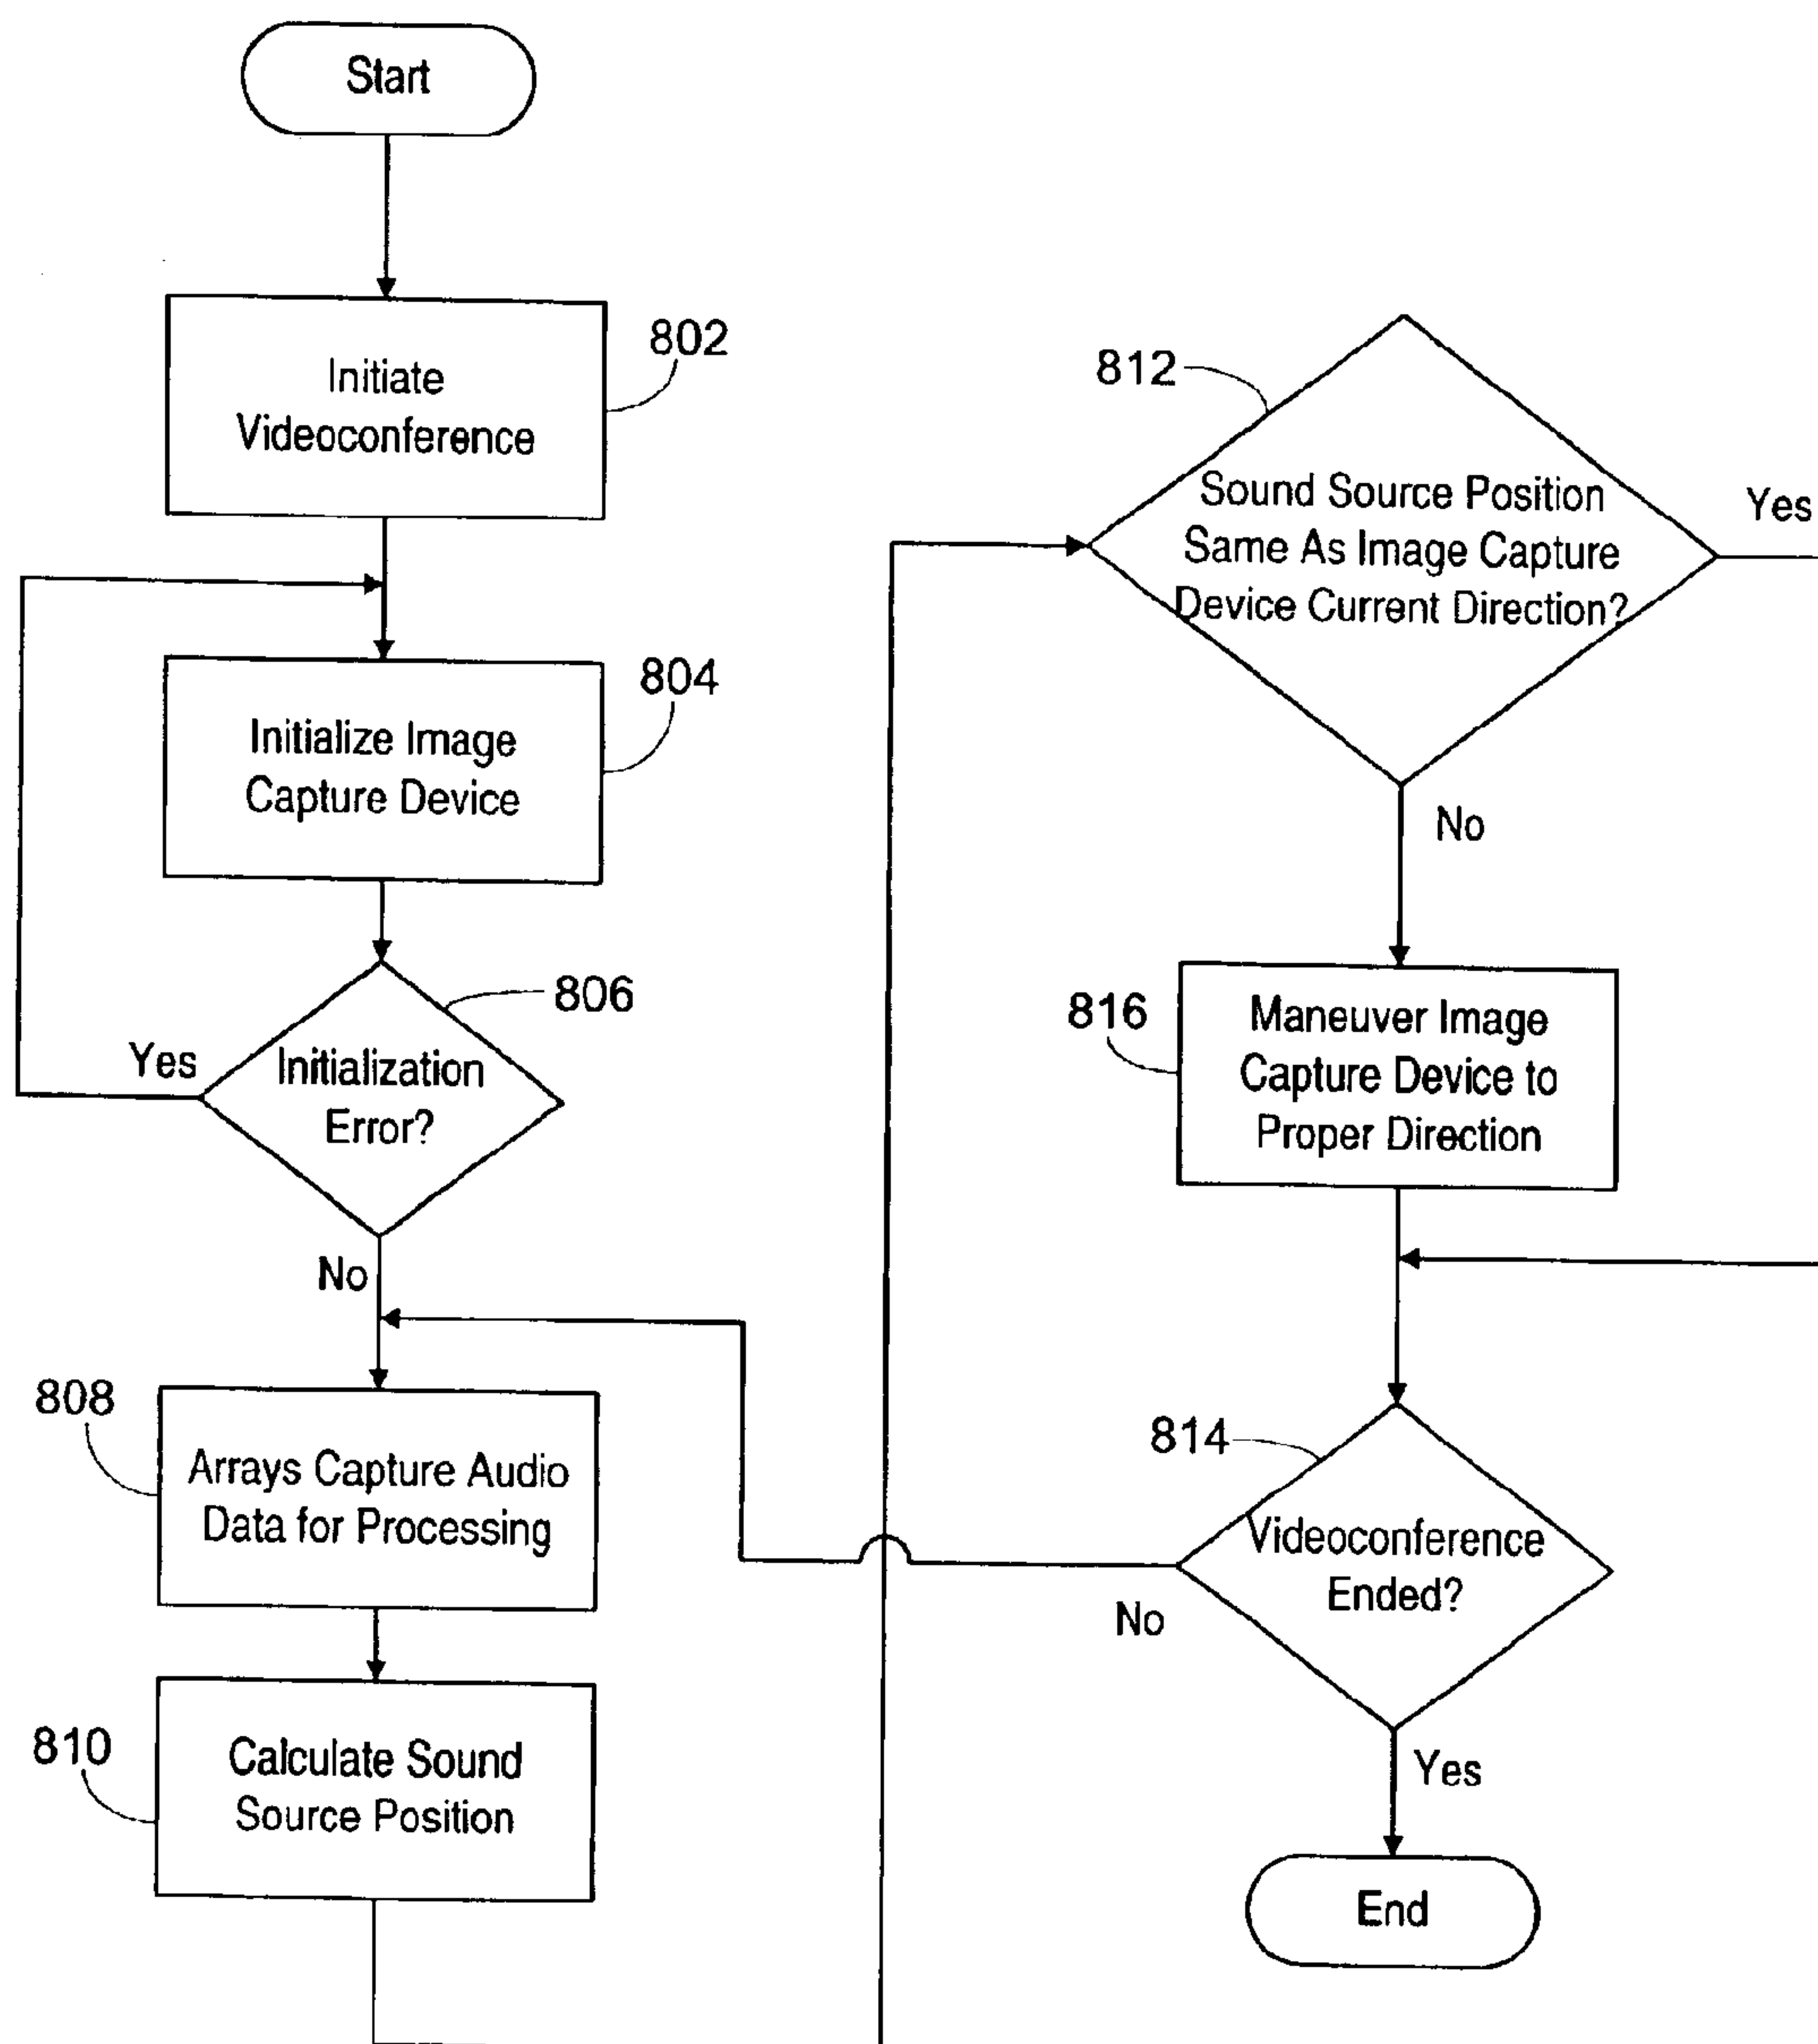 Start
802
Initiate
Videoconference
804
Initialize Image
Capture Device
806
Yes
Initialization
Error?
No
808
Arrays Capture Audio
Data for Processing
810
Calculate Sound
Source Position
812
Sound Source Position
Same As Image Capture
Device Current Direction?
Yes
No
816
Maneuver Image
Capture Device to
Proper Direction
814
Videoconference
Ended?
No
Yes
End